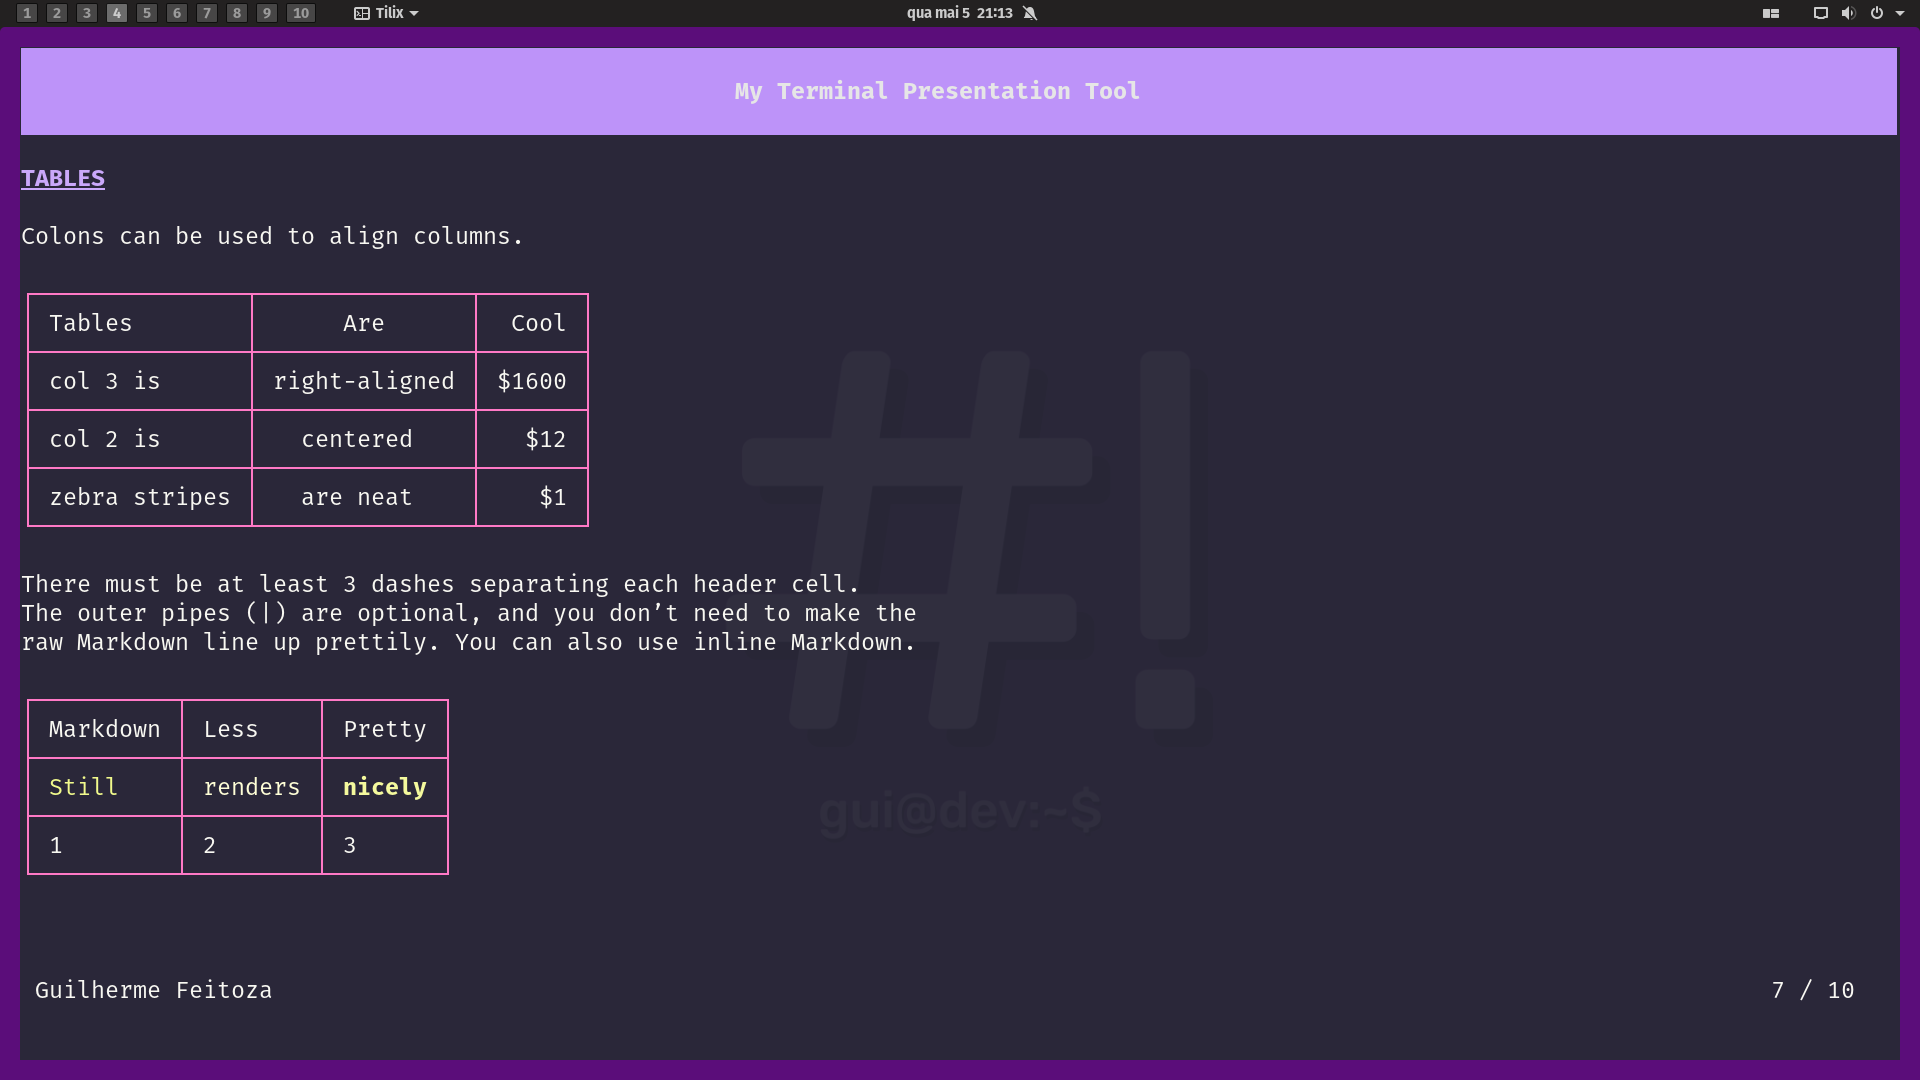 1 2 3 4 5 6 7 8 9 10 Tilix qua mai 5 21:13
My Terminal Presentation Tool
TABLES
Colons can be used to align columns.
Tables Are Cool
col 3 is right-aligned $1600
col 2 is centered $12
zebra stripes are neat $1
There must be at least 3 dashes separating each header cell.
The outer pipes (|) are optional, and you don’t need to make the
raw Markdown line up prettily. You can also use inline Markdown.
Markdown Less Pretty
Still renders nicely
1 2 3
#!
gui@dev:~$
Guilherme Feitoza 7 / 10